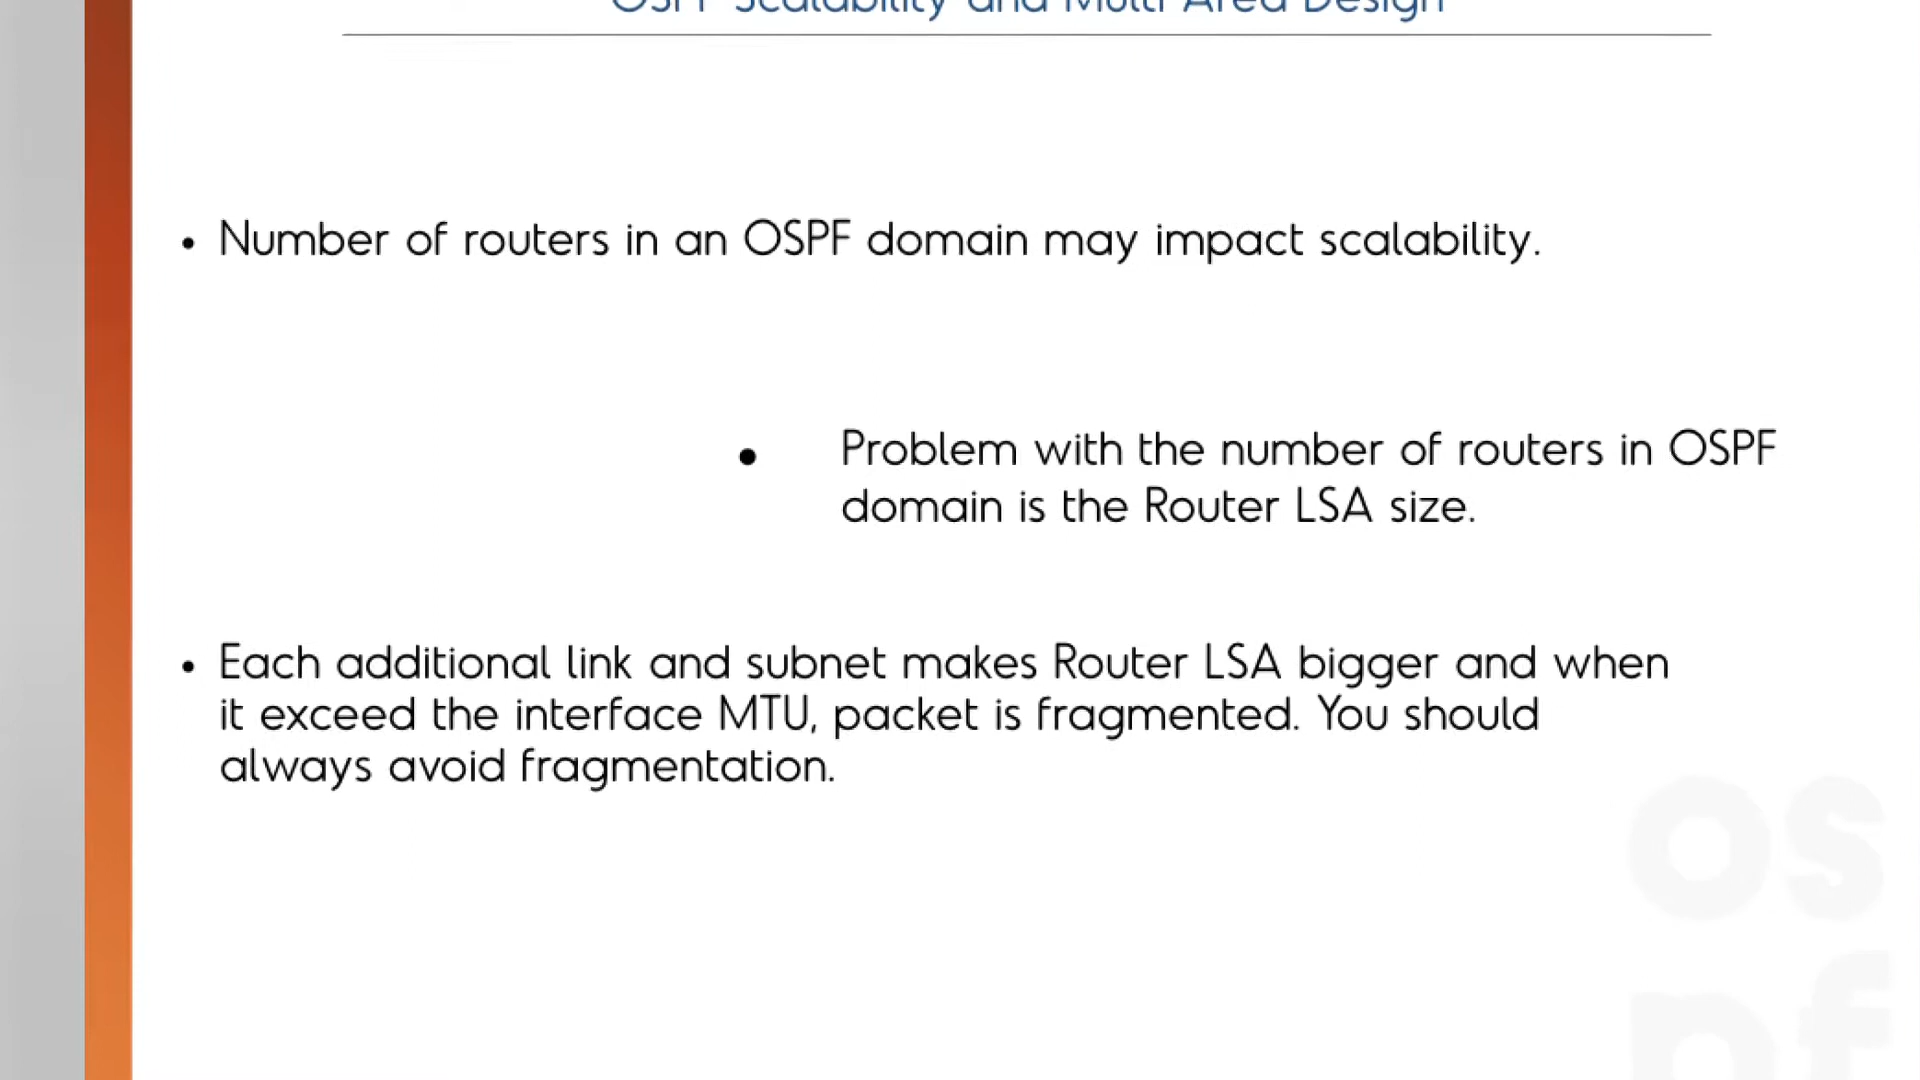 OSPF Scalability and Multi Area Design
• Number of routers in an OSPF domain may impact scalability.
• Problem with the number of routers in OSPF
domain is the Router LSA size.
• Each additional link and subnet makes Router LSA bigger and when
it exceed the interface MTU, packet is fragmented. You should
always avoid fragmentation.
os
pf